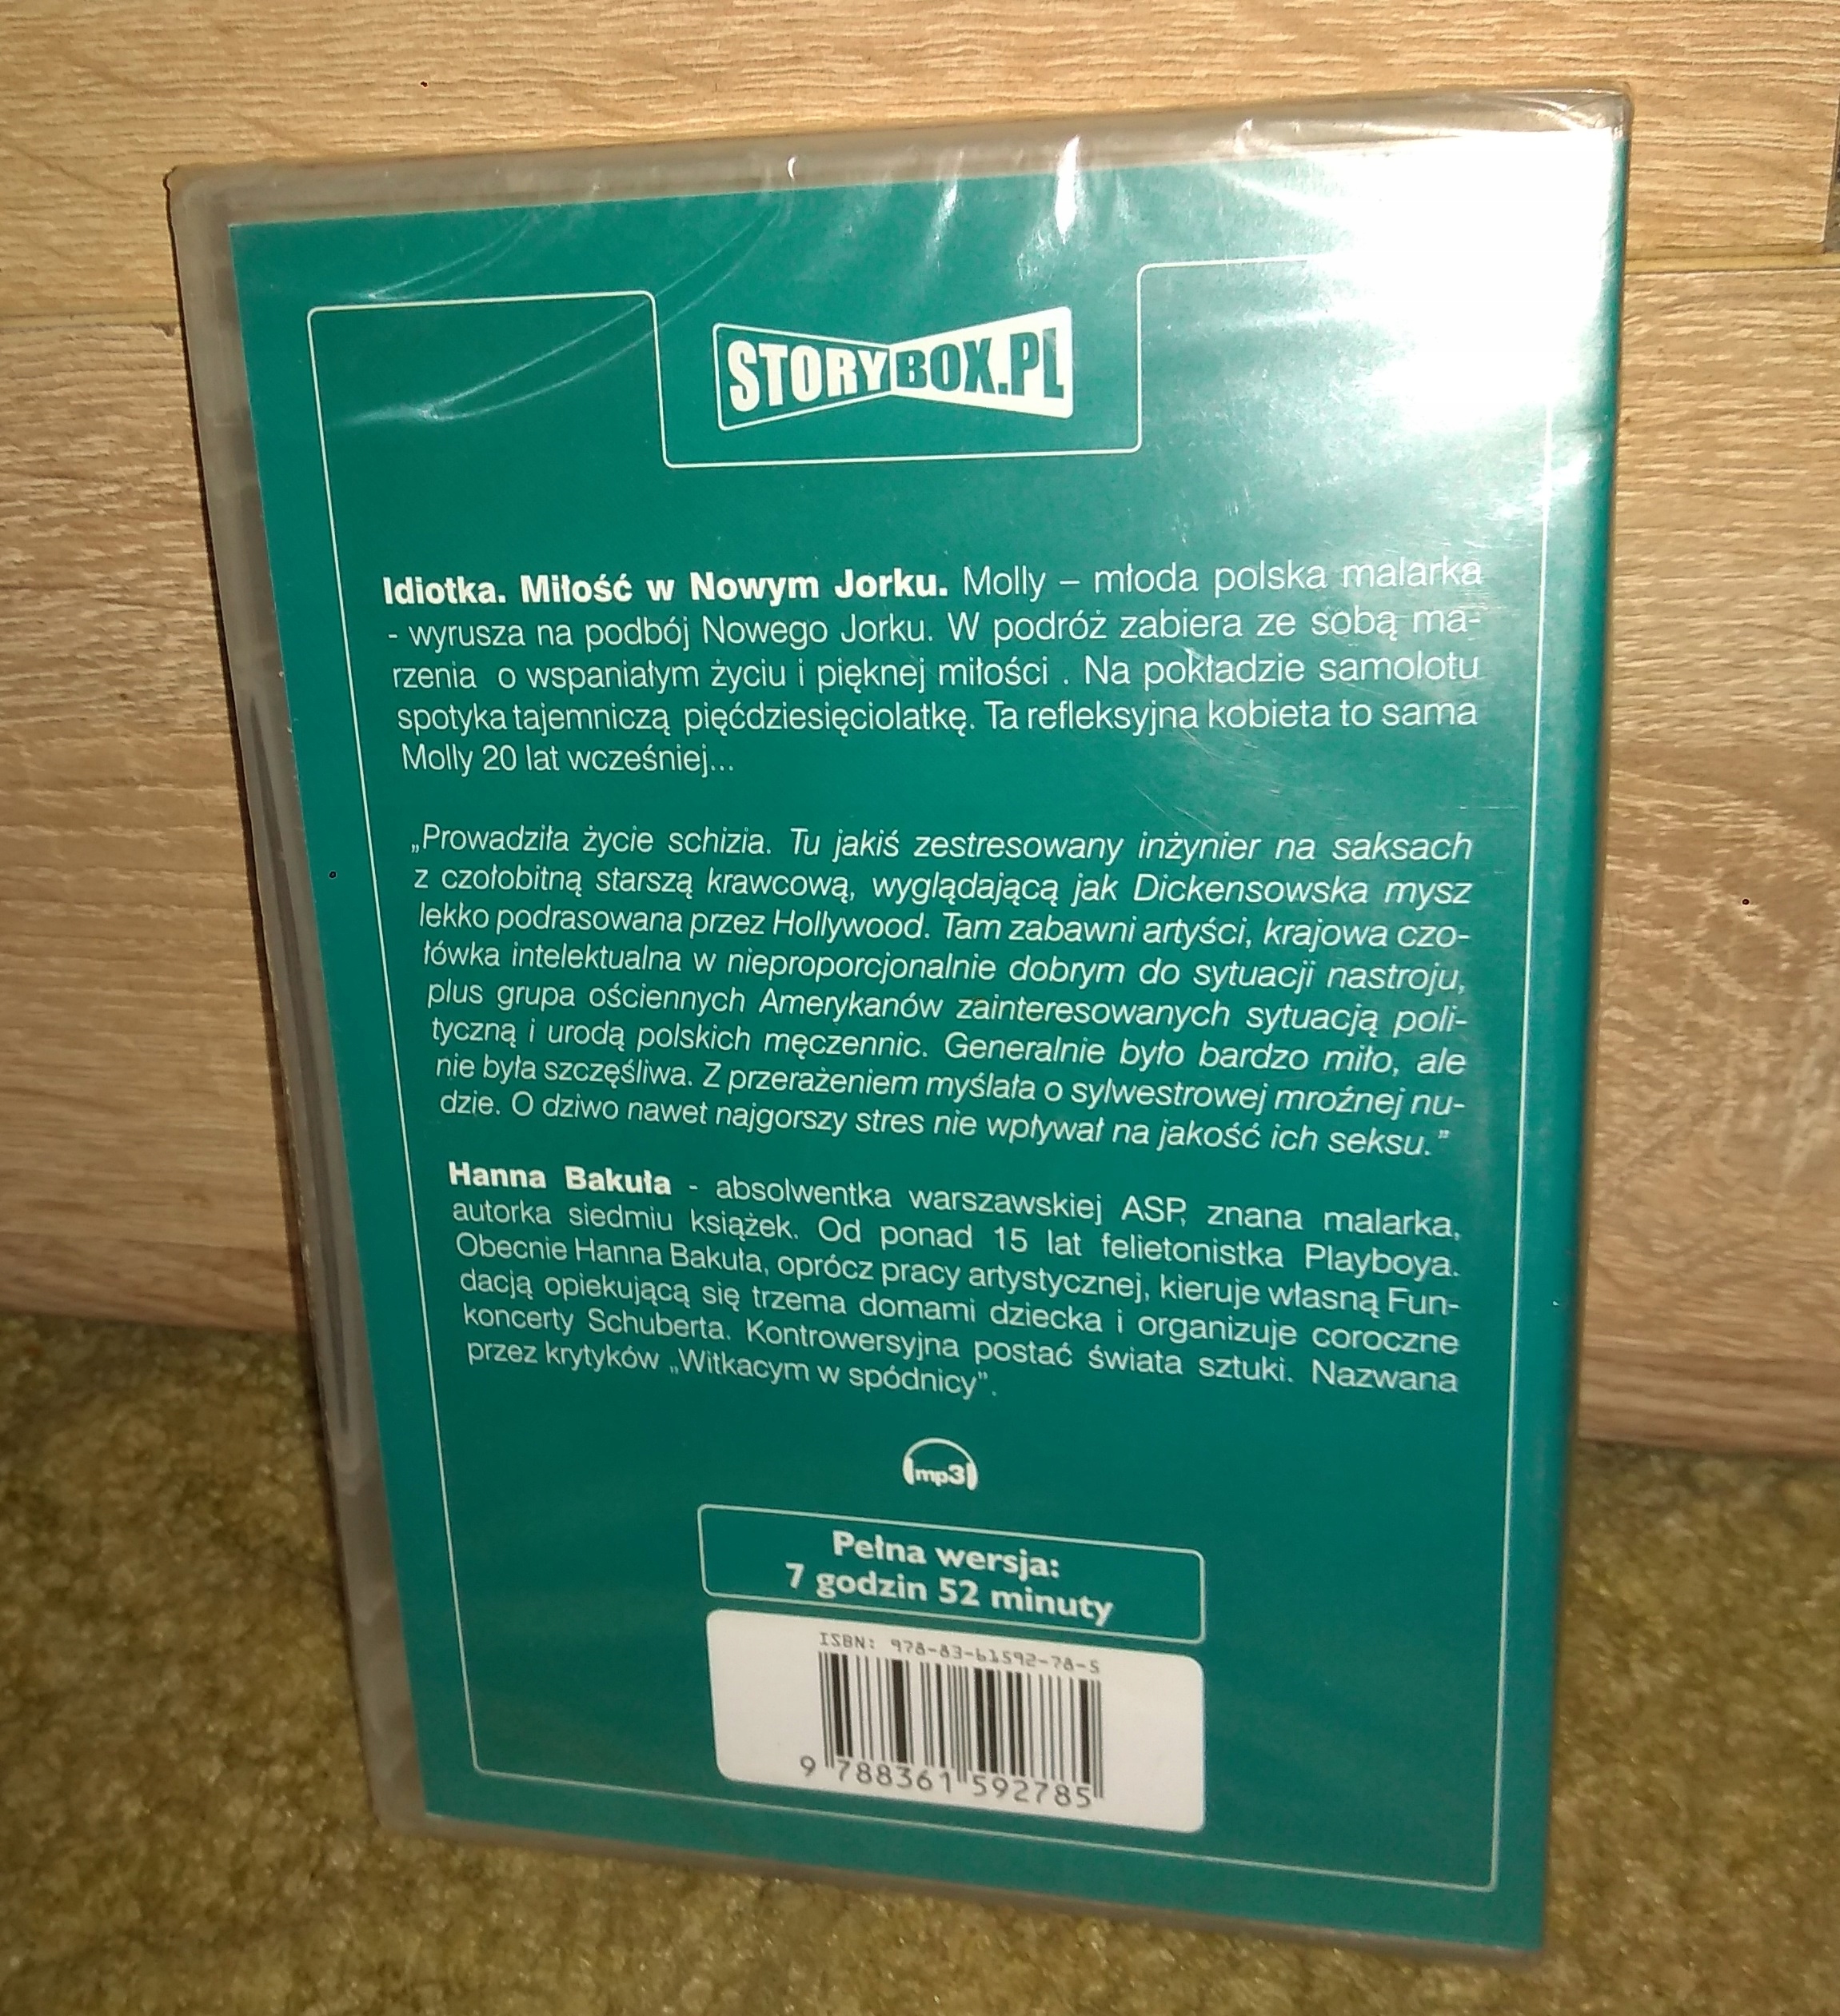 STORYBOX.PL
Idiotka. Miłość w Nowym Jorku. Molly – młoda polska malarka
- wyrusza na podbój Nowego Jorku. W podróż zabiera ze sobą ma-
rzenia o wspaniałym życiu i pięknej miłości . Na pokładzie samolotu
spotyka tajemniczą pięćdziesięciolatkę. Ta refleksyjna kobieta to sama
Molly 20 lat wcześniej...
„Prowadziła życie schizia. Tu jakiś zestresowany inżynier na saksach
z czołobitną starszą krawcową, wyglądającą jak Dickensowska mysz
lekko podrasowana przez Hollywood. Tam zabawni artyści, krajowa czo-
łówka intelektualna w nieproporcjonalnie dobrym do sytuacji nastroju,
plus grupa ościennych Amerykanów zainteresowanych sytuacją poli-
tyczną i urodą polskich męczennic. Generalnie było bardzo miło, ale
nie była szczęśliwa. Z przerażeniem myślała o sylwestrowej mroźnej nu-
dzie. O dziwo nawet najgorszy stres nie wpływał na jakość ich seksu.”
Hanna Bakuła - absolwentka warszawskiej ASP, znana malarka,
autorka siedmiu książek. Od ponad 15 lat felietonistka Playboya.
Obecnie Hanna Bakuła, oprócz pracy artystycznej, kieruje własną Fun-
dacją opiekującą się trzema domami dziecka i organizuje coroczne
koncerty Schuberta. Kontrowersyjna postać świata sztuki. Nazwana
przez krytyków „Witkacym w spódnicy”.
mp3
Pełna wersja:
7 godzin 52 minuty
ISBN: 978-83-61592-78-5
9 788361 592785